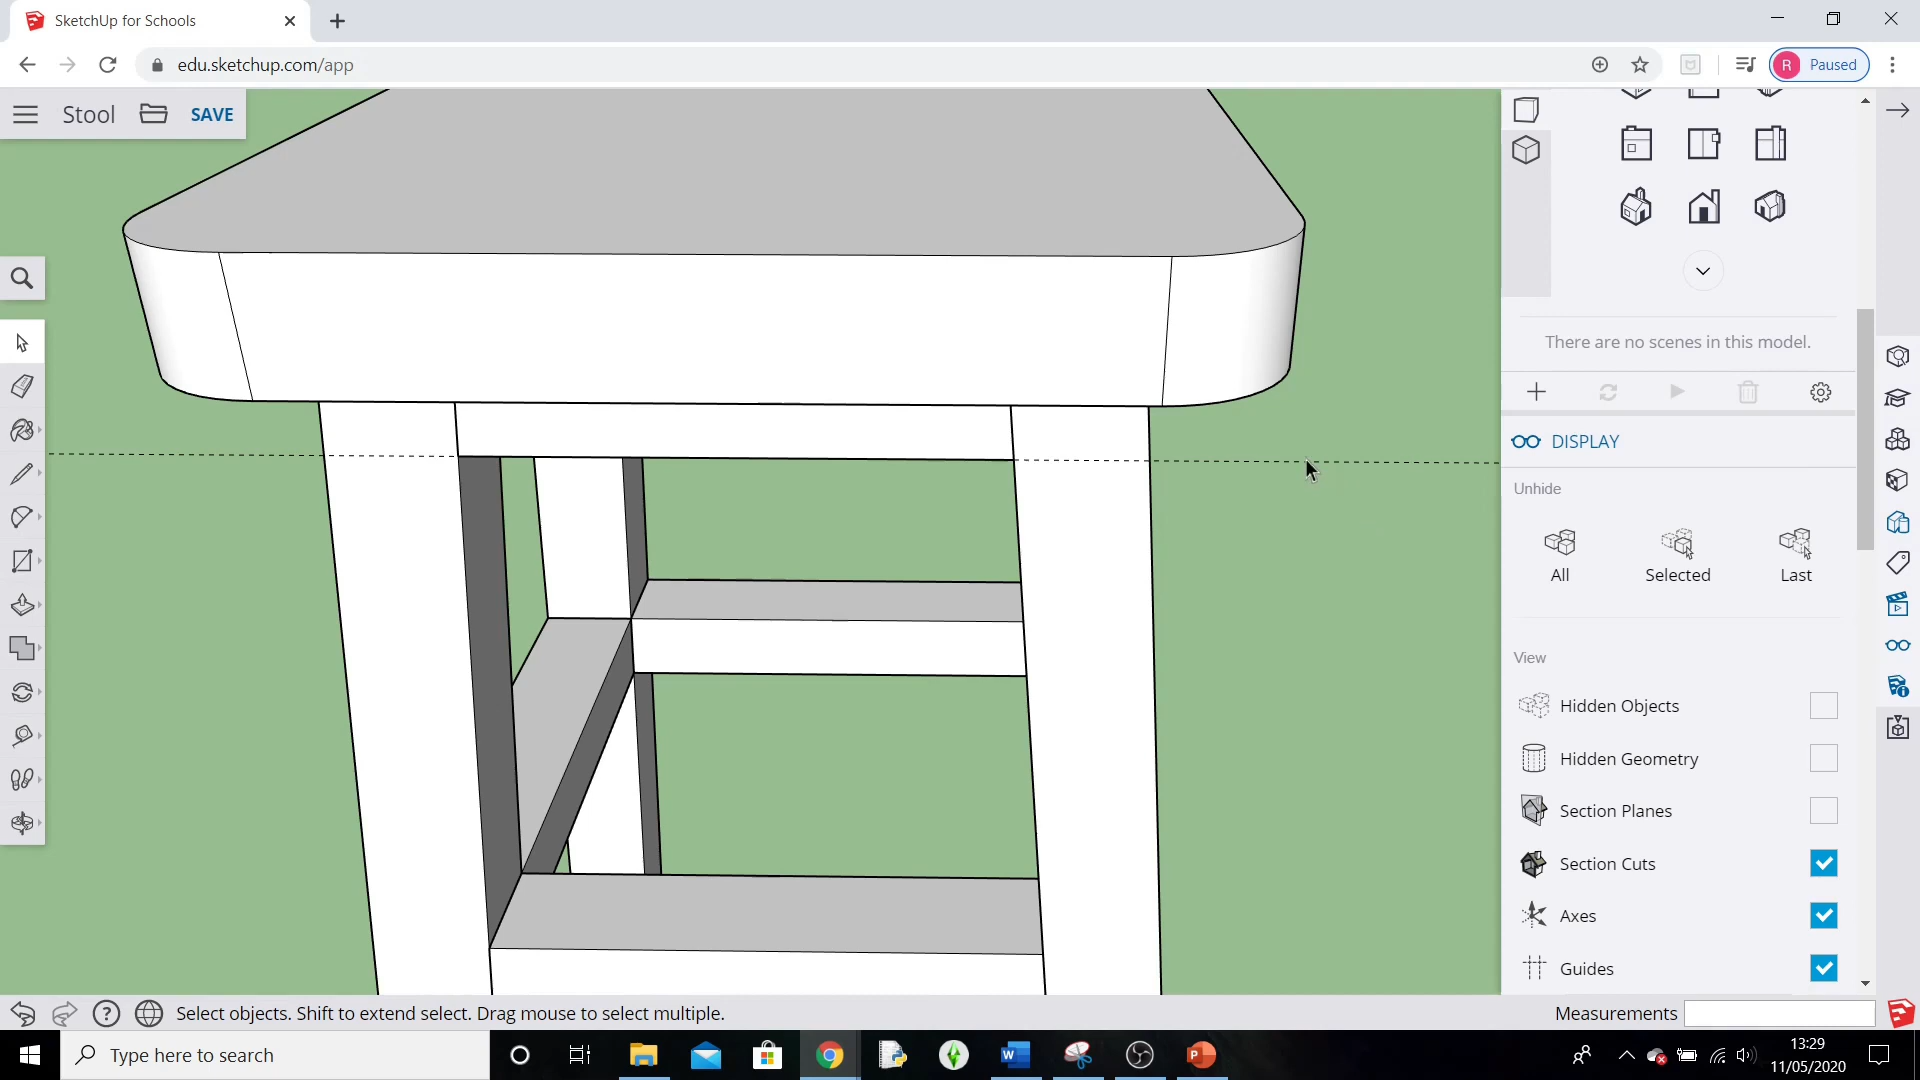 SketchUp for Schools
edu.sketchup.com/app
R Paused
Stool SAVE
There are no scenes in this model.
DISPLAY
Unhide
All Selected Last
View
Hidden Objects
Hidden Geometry
Section Planes
Section Cuts
Axes
Guides
Select objects. Shift to extend select. Drag mouse to select multiple.
Measurements
Type here to search
13:29
11/05/2020